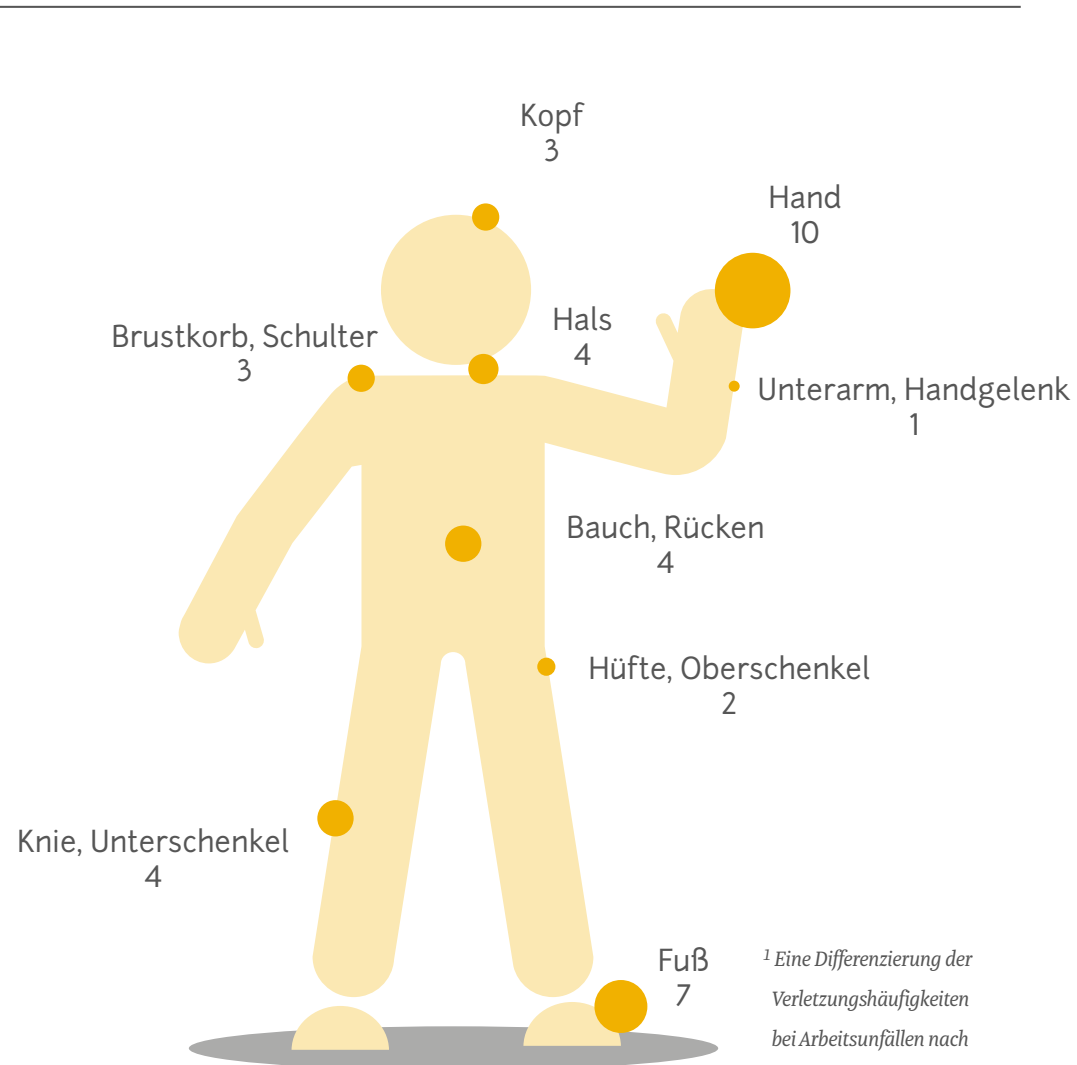 Kopf
3
Hand
10
Hals
4
Brustkorb, Schulter
3
Unterarm, Handgelenk
1
Bauch, Rücken
4
Hüfte, Oberschenkel
2
Knie, Unterschenkel
4
Fuß
7
¹ Eine Differenzierung der
Verletzungshäufigkeiten
bei Arbeitsunfällen nach